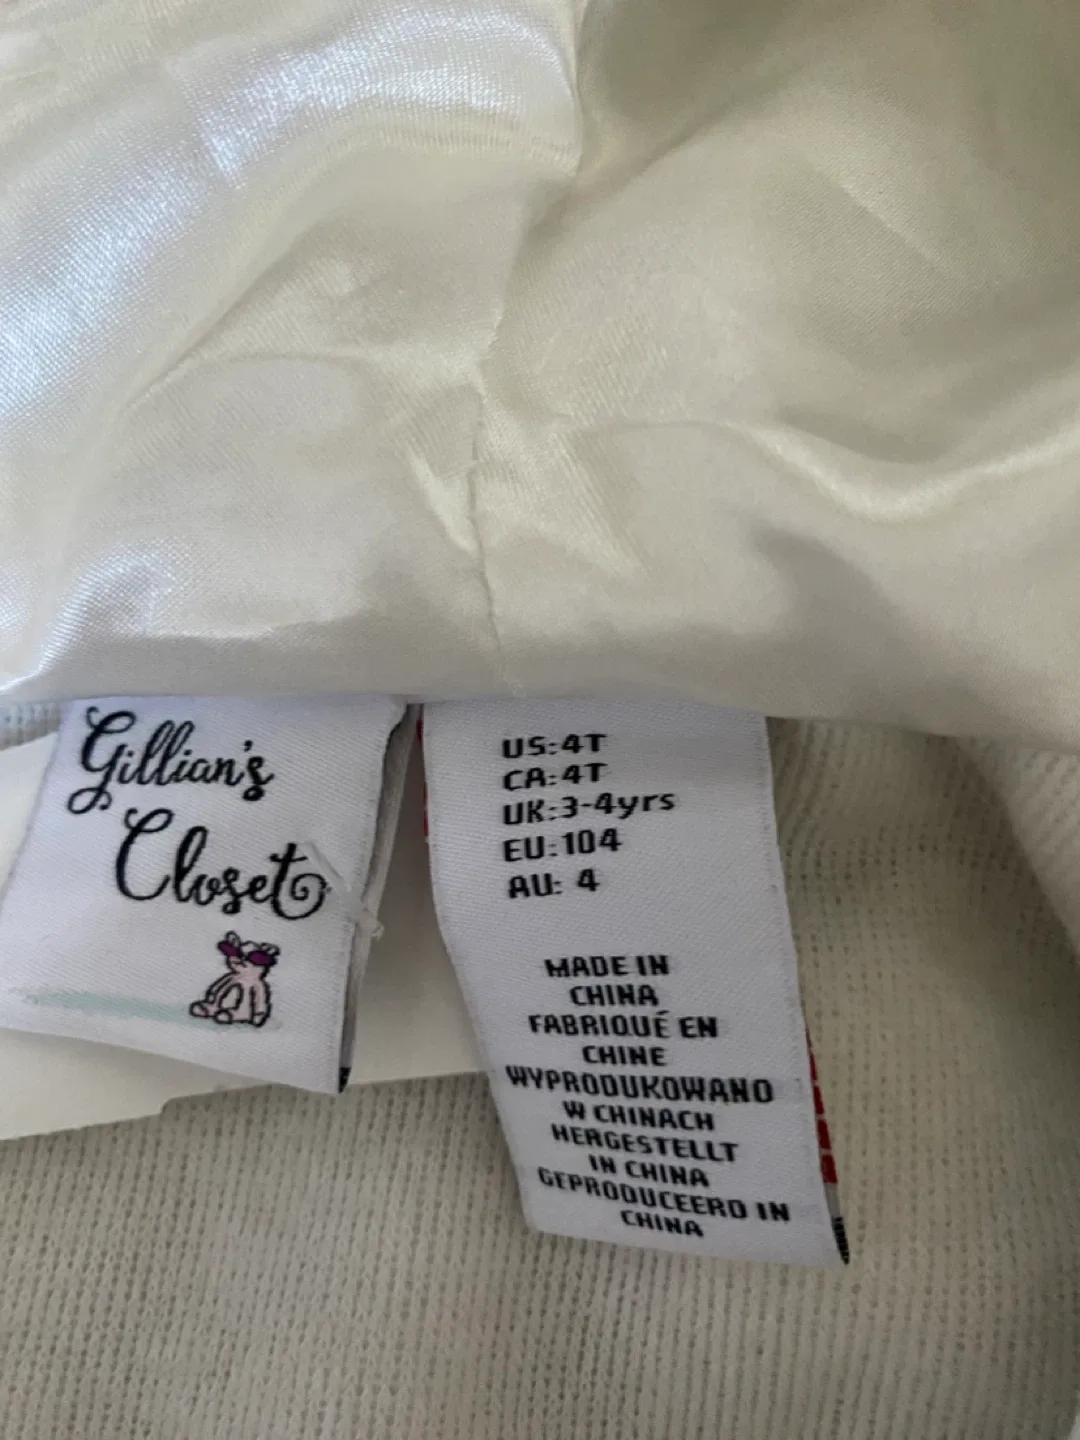 Gillian's
Closet
US:4T
CA:4T
UK:3-4yrs
EU:104
AU: 4
MADE IN
CHINA
FABRIQUÉ EN
CHINE
WYPRODUKOWANO
W CHINACH
HERGESTELLT
IN CHINA
GEPRODUCEERD IN
CHINA